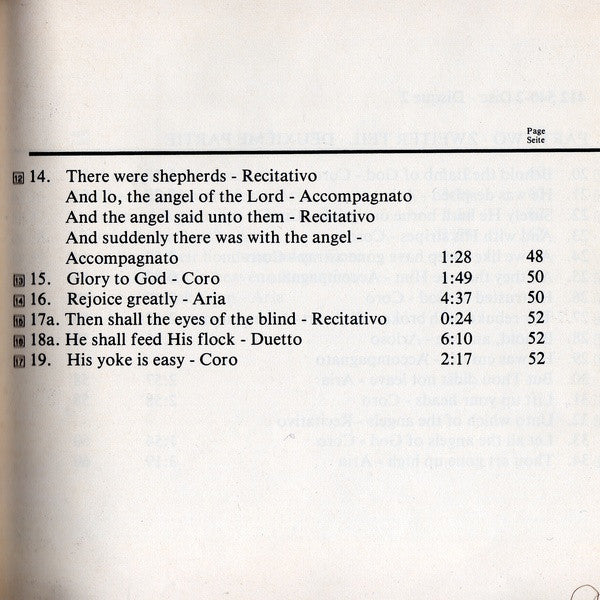 Page
Seite
12 14. There were shepherds - Recitativo
And lo, the angel of the Lord - Accompagnato
And the angel said unto them - Recitativo
And suddenly there was with the angel -
Accompagnato 1:28 48
13 15. Glory to God - Coro 1:49 50
14 16. Rejoice greatly - Aria 4:37 50
15 17a. Then shall the eyes of the blind - Recitativo 0:24 52
16 18a. He shall feed His flock - Duetto 6:10 52
17 19. His yoke is easy - Coro 2:17 52